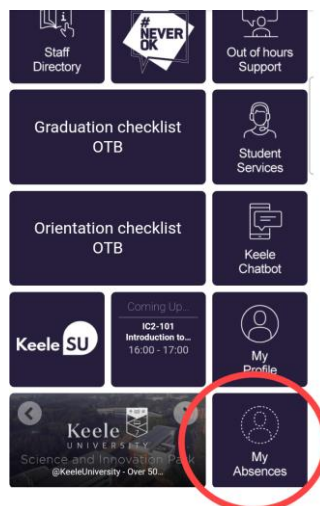 Staff
Directory
#
NEVER
OK
Out of hours
Support
Graduation checklist
OTB
Student
Services
Orientation checklist
OTB
Keele
Chatbot
Keele SU
Coming Up...
IC2-101
Introduction to...
16:00 - 17:00
My
Profile
Keele
UNIVERSITY
Science and Innovation Park
@KeeleUniversity - Over 50...
My
Absences